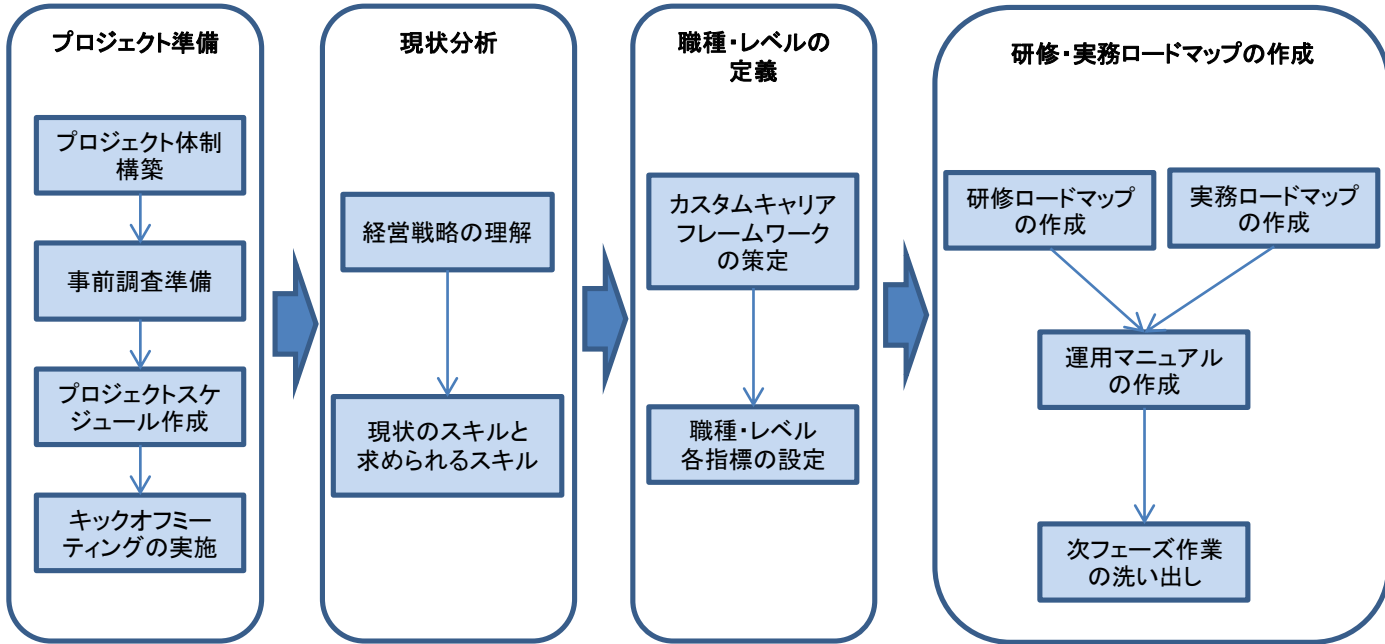 プロジェクト準備
プロジェクト体制
構築
事前調査準備
プロジェクトスケ
ジュール作成
キックオフミー
ティングの実施
現状分析
経営戦略の理解
現状のスキルと
求められるスキル
職種・レベルの
定義
カスタムキャリア
フレームワーク
の策定
職種・レベル
各指標の設定
研修・実務ロードマップの作成
研修ロードマップ
の作成
実務ロードマップ
の作成
運用マニュアル
の作成
次フェーズ作業
の洗い出し